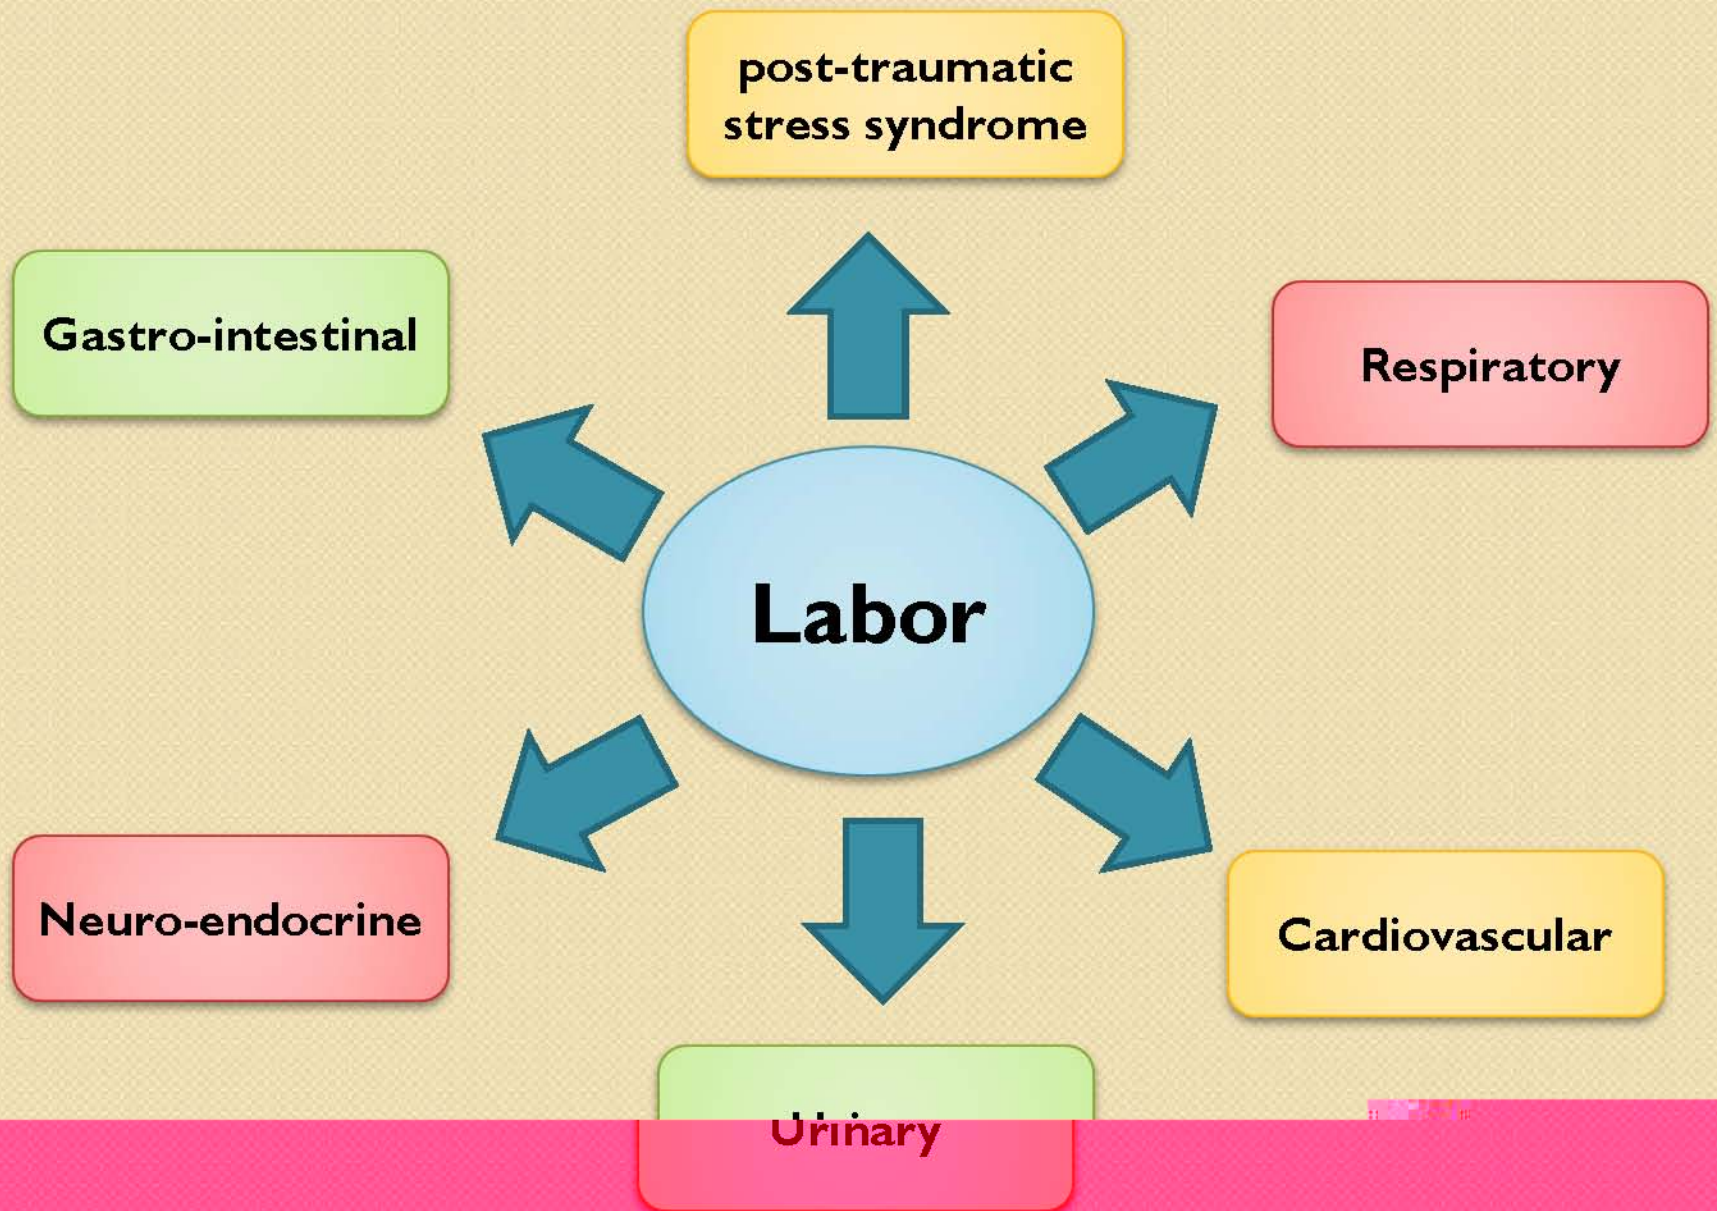 post-traumatic
stress syndrome
Gastro-intestinal
Respiratory
Labor
Neuro-endocrine
Cardiovascular
Urinary